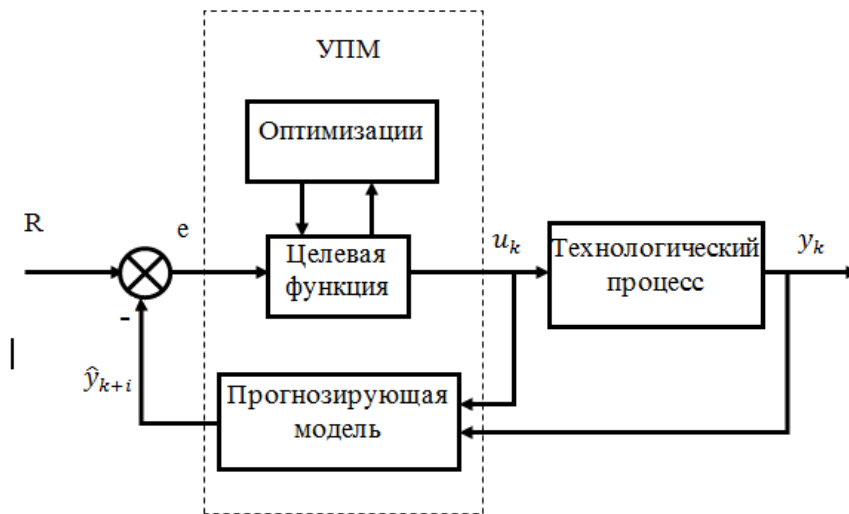 УПМ
Оптимизации
R
e
Целевая
функция
u_k
Технологический
процесс
y_k
-
ŷ_{k+i}
Прогнозирующая
модель